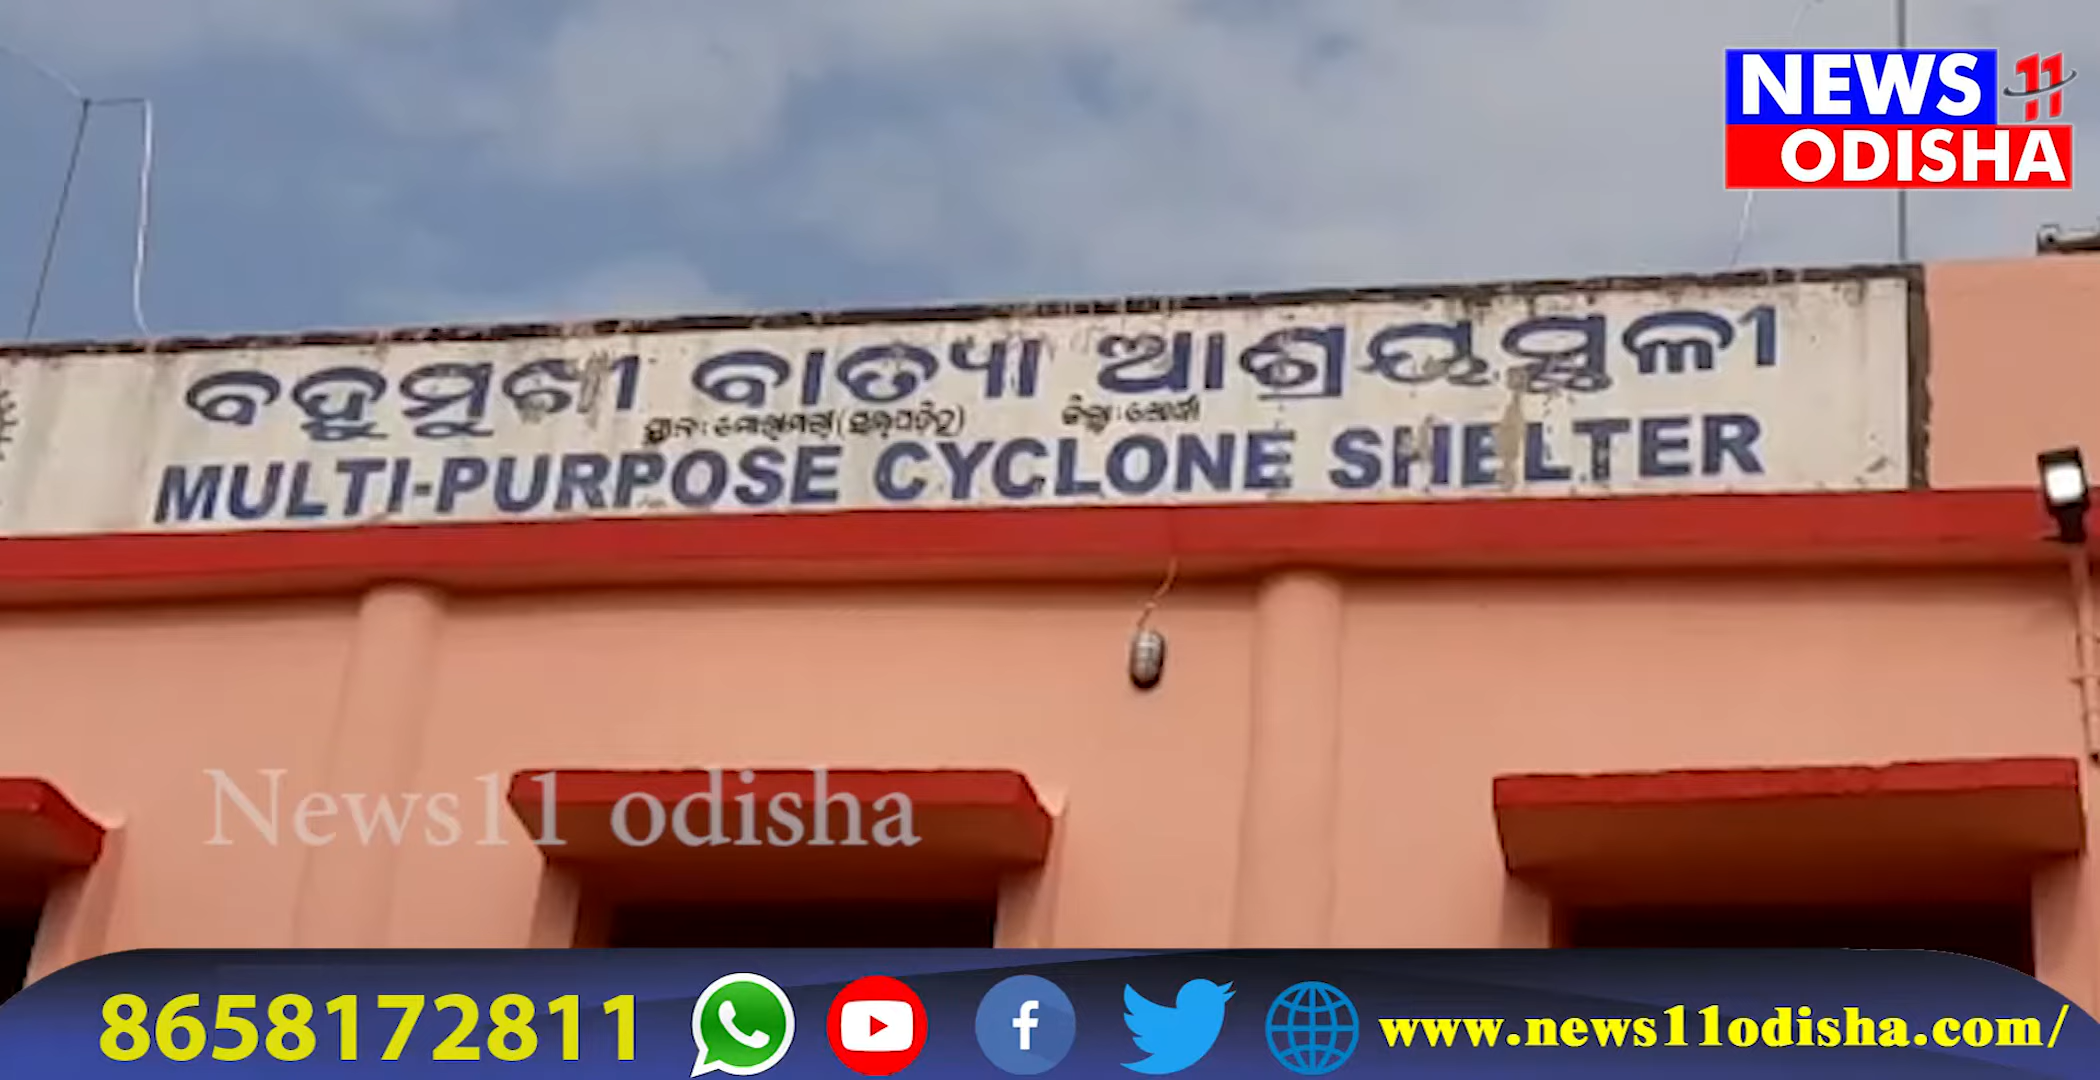 NEWS 11
ODISHA
ବହୁମୁଖୀ ବାତ୍ୟା ଆଶ୍ରୟସ୍ଥଳୀ
ସ୍ଥାନ: ଜିଲ୍ଲା: ଖୋର୍ଦ୍ଧା
MULTI-PURPOSE CYCLONE SHELTER
News11 odisha
8658172811 www.news11odisha.com/